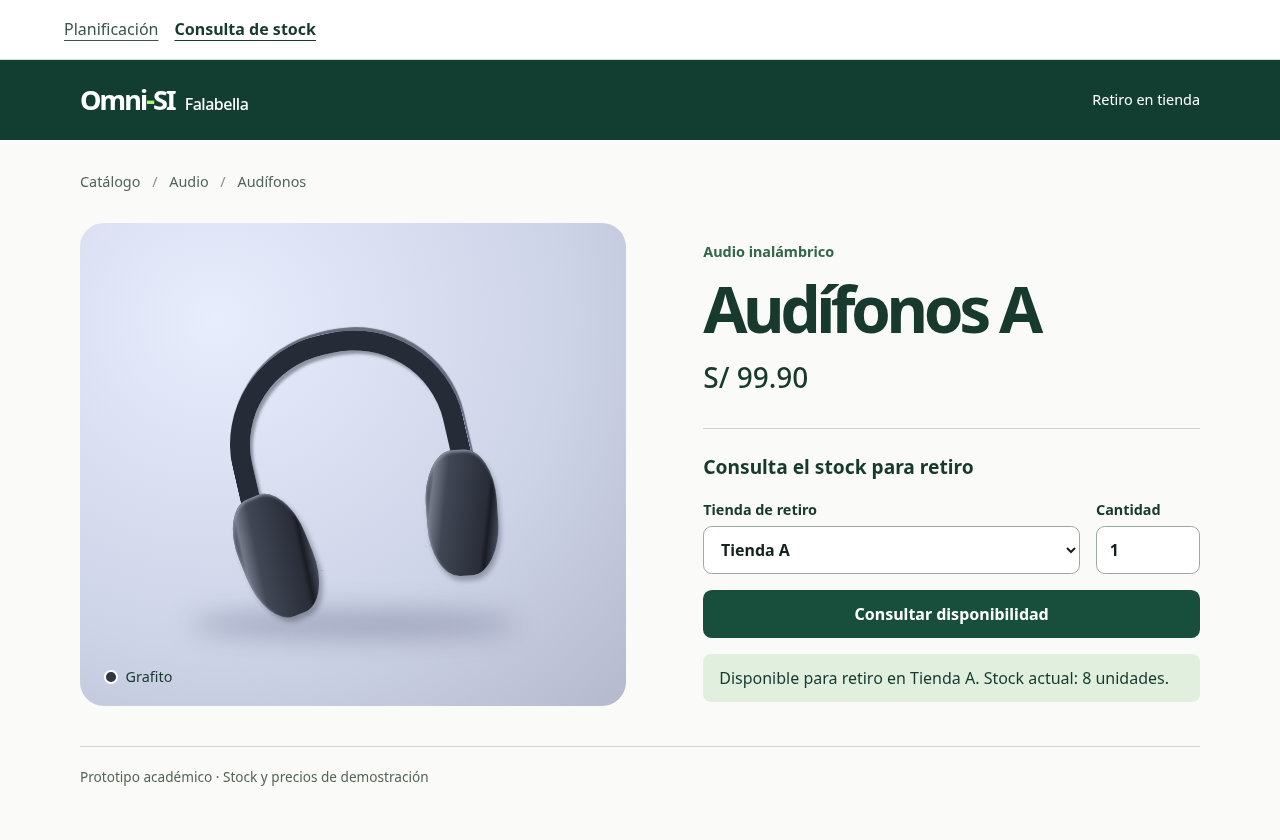 Planificación Consulta de stock
Omni-SI Falabella
Retiro en tienda
Catálogo / Audio / Audífonos
Audio inalámbrico
Audífonos A
S/ 99.90
Consulta el stock para retiro
Tienda de retiro
Cantidad
Tienda A
1
Consultar disponibilidad
Disponible para retiro en Tienda A. Stock actual: 8 unidades.
Grafito
Prototipo académico · Stock y precios de demostración